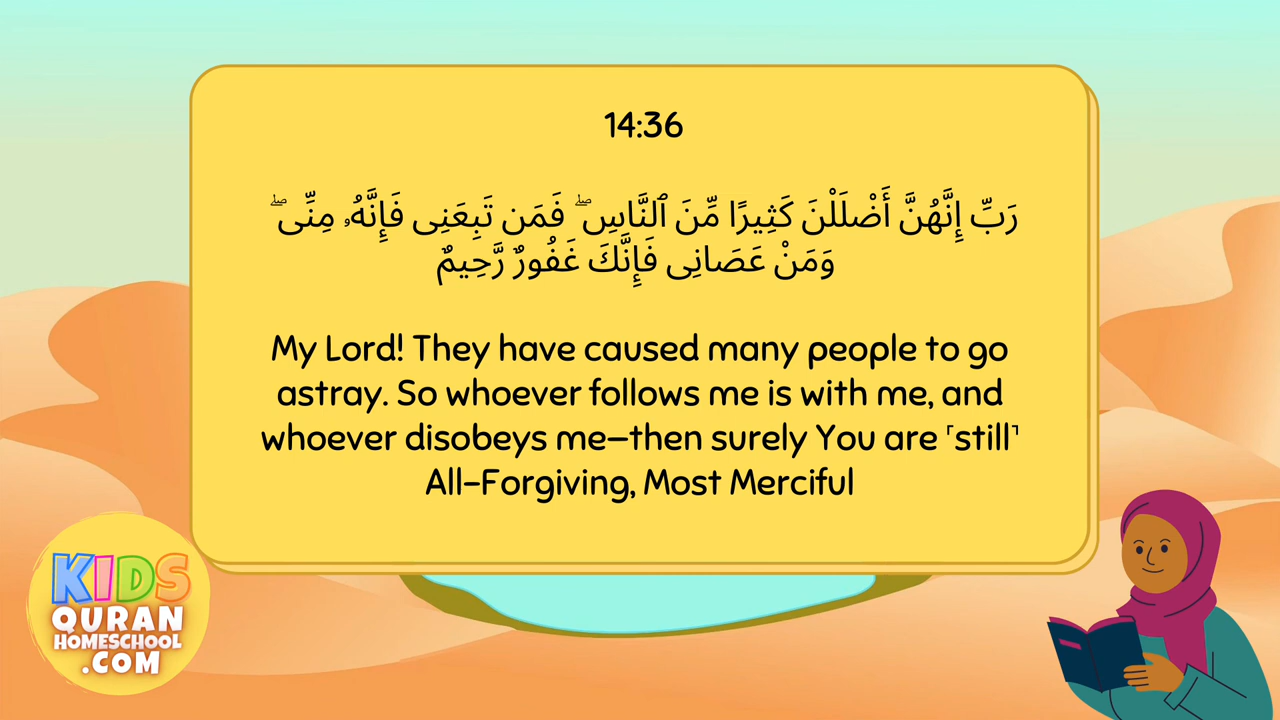 14:36
رَبِّ إِنَّهُنَّ أَضْلَلْنَ كَثِيرًا مِّنَ ٱلنَّاسِ ۖ فَمَن تَبِعَنِى فَإِنَّهُۥ مِنِّى ۖ
وَمَنْ عَصَانِى فَإِنَّكَ غَفُورٌ رَّحِيمٌ
My Lord! They have caused many people to go
astray. So whoever follows me is with me, and
whoever disobeys me—then surely You are ˹still˺
All-Forgiving, Most Merciful
KIDS
QURAN
HOMESCHOOL
.COM